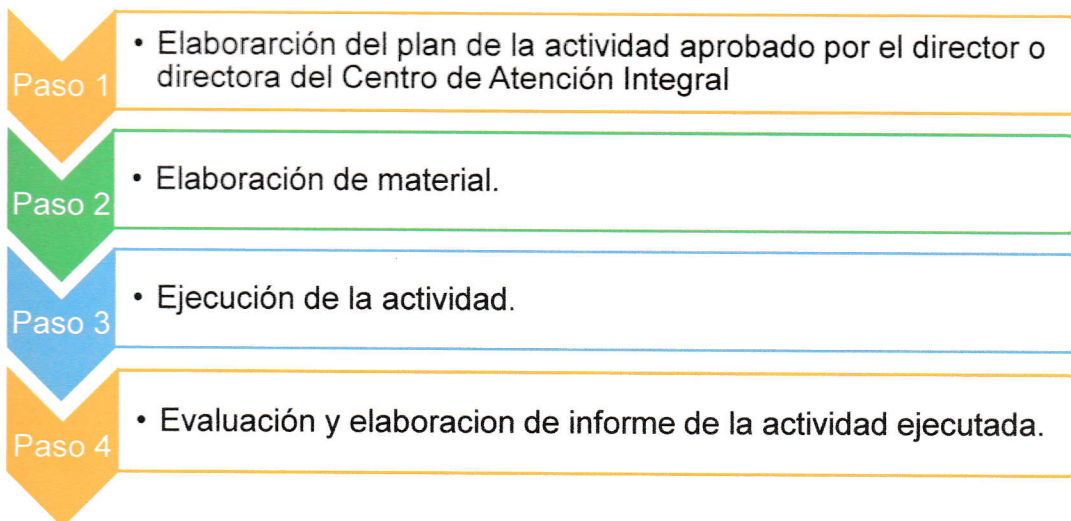 Paso 1
• Elaborarción del plan de la actividad aprobado por el director o
directora del Centro de Atención Integral
Paso 2
• Elaboración de material.
Paso 3
• Ejecución de la actividad.
Paso 4
• Evaluación y elaboracion de informe de la actividad ejecutada.